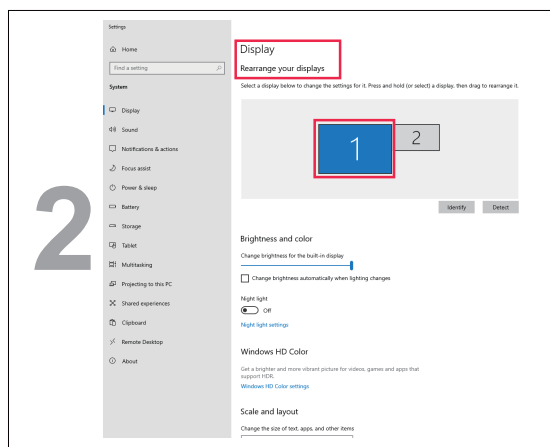 2
Settings
Home
Find a setting
System
Display
Sound
Notifications & actions
Focus assist
Power & sleep
Battery
Storage
Tablet
Multitasking
Projecting to this PC
Shared experiences
Clipboard
Remote Desktop
About
Display
Rearrange your displays
Select a display below to change the settings for it. Press and hold (or select) a display, then drag to rearrange it.
1
2
Identify Detect
Brightness and color
Change brightness for the built-in display
Change brightness automatically when lighting changes
Night light
Off
Night light settings
Windows HD Color
Get a brighter and more vibrant picture for videos, games and apps that
support HDR.
Windows HD Color settings
Scale and layout
Change the size of text, apps, and other items